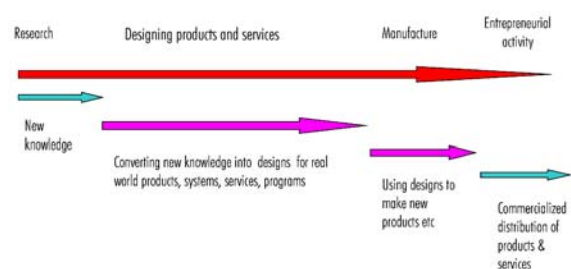 Research
Designing products and services
Manufacture
Entrepreneurial
activity
New
knowledge
Converting new knowledge into designs for real
world products, systems, services, programs
Using designs to
make new
products etc
Commercialized
distribution of
products &
services